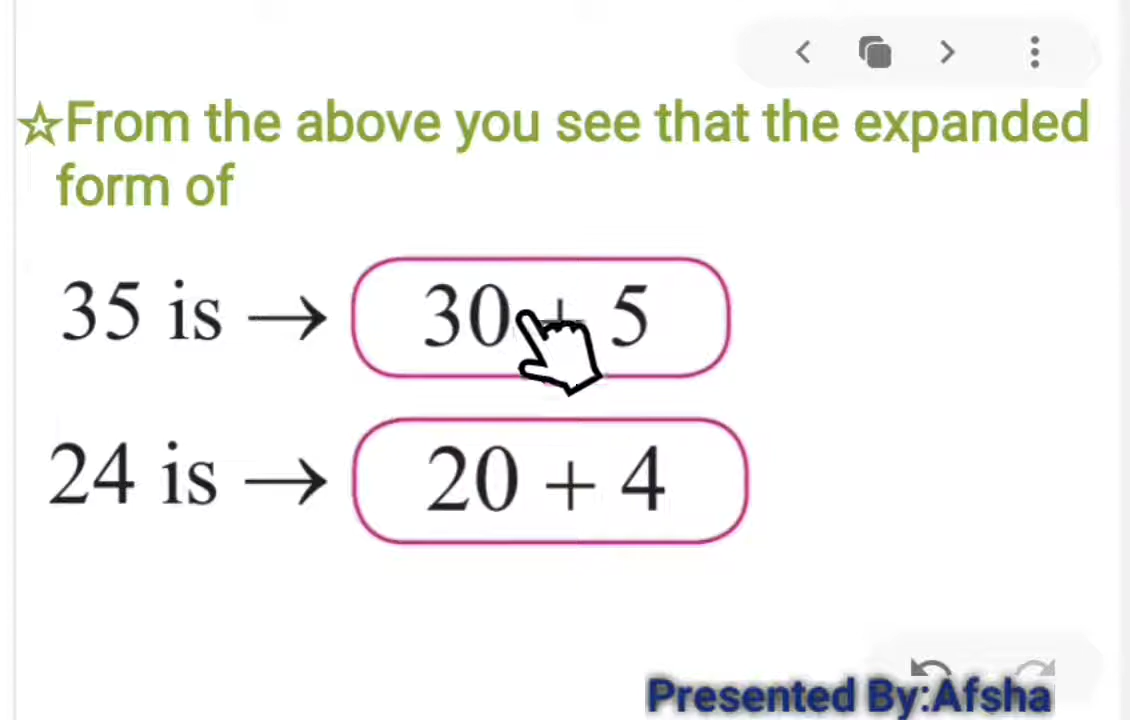 ☆From the above you see that the expanded
form of
35 is → 30 + 5
24 is → 20 + 4
Presented By:Afsha